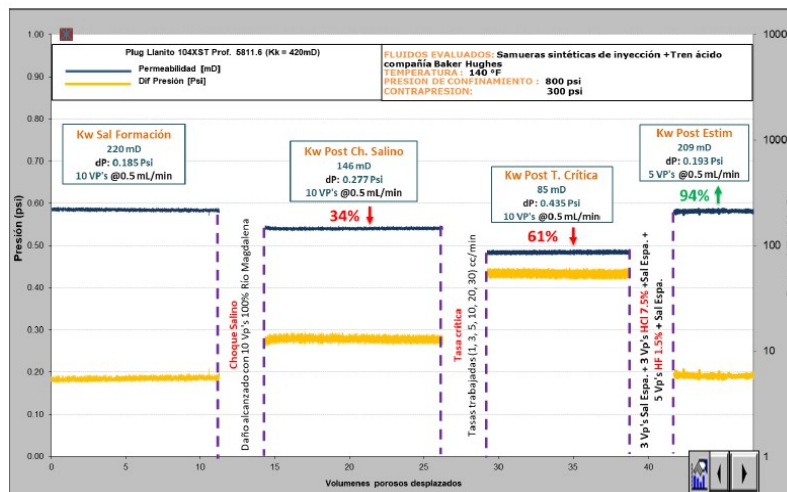 Plug Llanito 104XST Prof. 5811.6 (Kk = 420mD)
Permeabilidad [mD]
Dif Presión [Psi]
FLUIDOS EVALUADOS: Samueras sintéticas de inyección +Tren ácido
compañía Baker Hughes
TEMPERATURA : 140 °F
PRESION DE CONFINAMIENTO : 800 psi
CONTRAPRESION: 300 psi
Kw Sal Formación
220 mD
dP: 0.185 Psi
10 VP's @0.5 mL/min
Kw Post Ch. Salino
146 mD
dP: 0.277 Psi
10 VP's @0.5 mL/min
34%
Kw Post T. Crítica
85 mD
dP: 0.435 Psi
10 VP's @0.5 mL/min
61%
Kw Post Estim
209 mD
dP: 0.193 Psi
5 VP's @0.5 mL/min
94%
Choque Salino
Daño alcanzado con 10 Vp's 100% Rio Magdalena
Tasa crítica
Tasas trabajadas (1, 3, 5, 10, 20, 30) cc/min
3 Vp's Sal Espa. + 3 Vp's HCl 7.5% +Sal Espa. +
5 Vp's HF 1.5% + Sal Espa.
Presión (psi)
1.00
0.90
0.80
0.70
0.60
0.50
0.40
0.30
0.20
0.10
0.00
1000
1000
100
10
1
0
5
10
15
20
25
30
35
40
45
Volumenes porosos desplazados